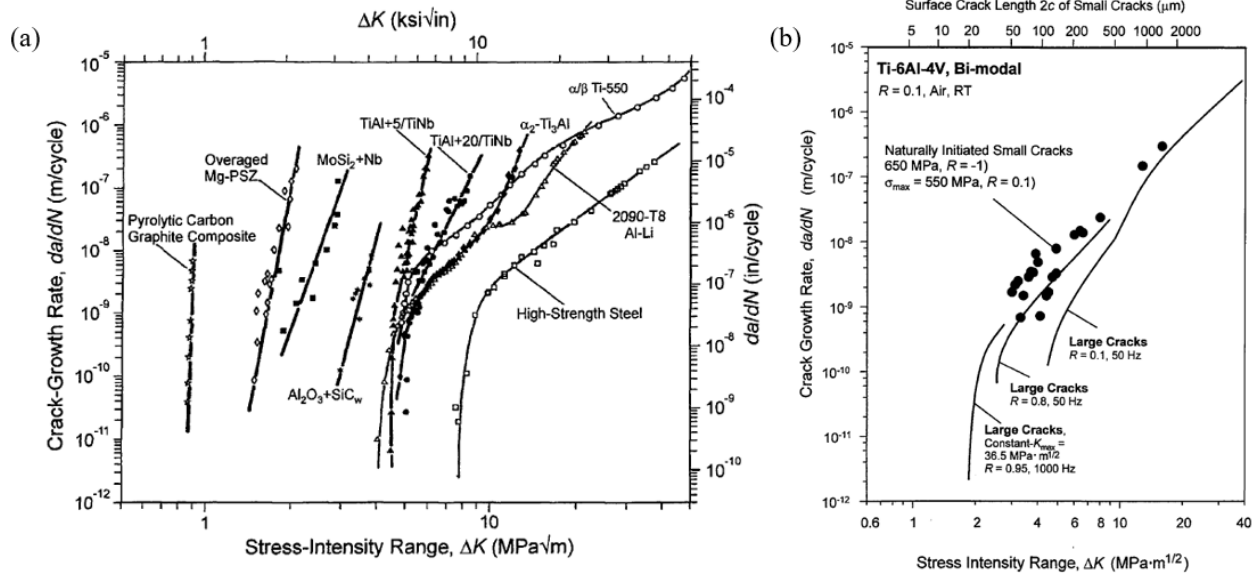 (a)
ΔK (ksi√in)
1
10
Crack-Growth Rate, da/dN (m/cycle)
10⁻⁵
10⁻⁶
10⁻⁷
10⁻⁸
10⁻⁹
10⁻¹⁰
10⁻¹¹
10⁻¹²
α/β Ti-550
TiAl+5/TiNb
α₂-Ti₃Al
TiAl+20/TiNb
Overaged
Mg-PSZ
MoSi₂+Nb
Pyrolytic Carbon
Graphite Composite
2090-T8
Al-Li
High-Strength Steel
Al₂O₃+SiCw
10⁻⁴
10⁻⁵
10⁻⁶
10⁻⁷
10⁻⁸
10⁻⁹
10⁻¹⁰
da/dN (in/cycle)
1
10
Stress-Intensity Range, ΔK (MPa√m)
(b)
Surface Crack Length 2c of Small Cracks (μm)
5 10 20 50 100 250 500 1000 2000
Crack Growth Rate, da/dN (m/cycle)
10⁻⁵
10⁻⁶
10⁻⁷
10⁻⁸
10⁻⁹
10⁻¹⁰
10⁻¹¹
10⁻¹²
Ti-6Al-4V, Bi-modal
R = 0.1, Air, RT
Naturally Initiated Small Cracks
650 MPa, R = -1)
σmax = 550 MPa, R = 0.1)
Large Cracks
R = 0.1, 50 Hz
Large Cracks
R = 0.8, 50 Hz
Large Cracks,
Constant-Kmax =
36.5 MPa·m¹/²
R = 0.95, 1000 Hz
0.6 1 2 4 6 8 10 20 40
Stress Intensity Range, ΔK (MPa·m¹/²)